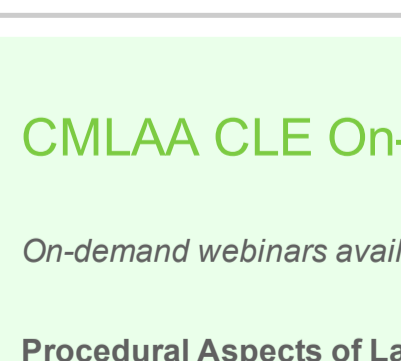 CMLAA CLE On-
On-demand webinars avail
Procedural Aspects of La